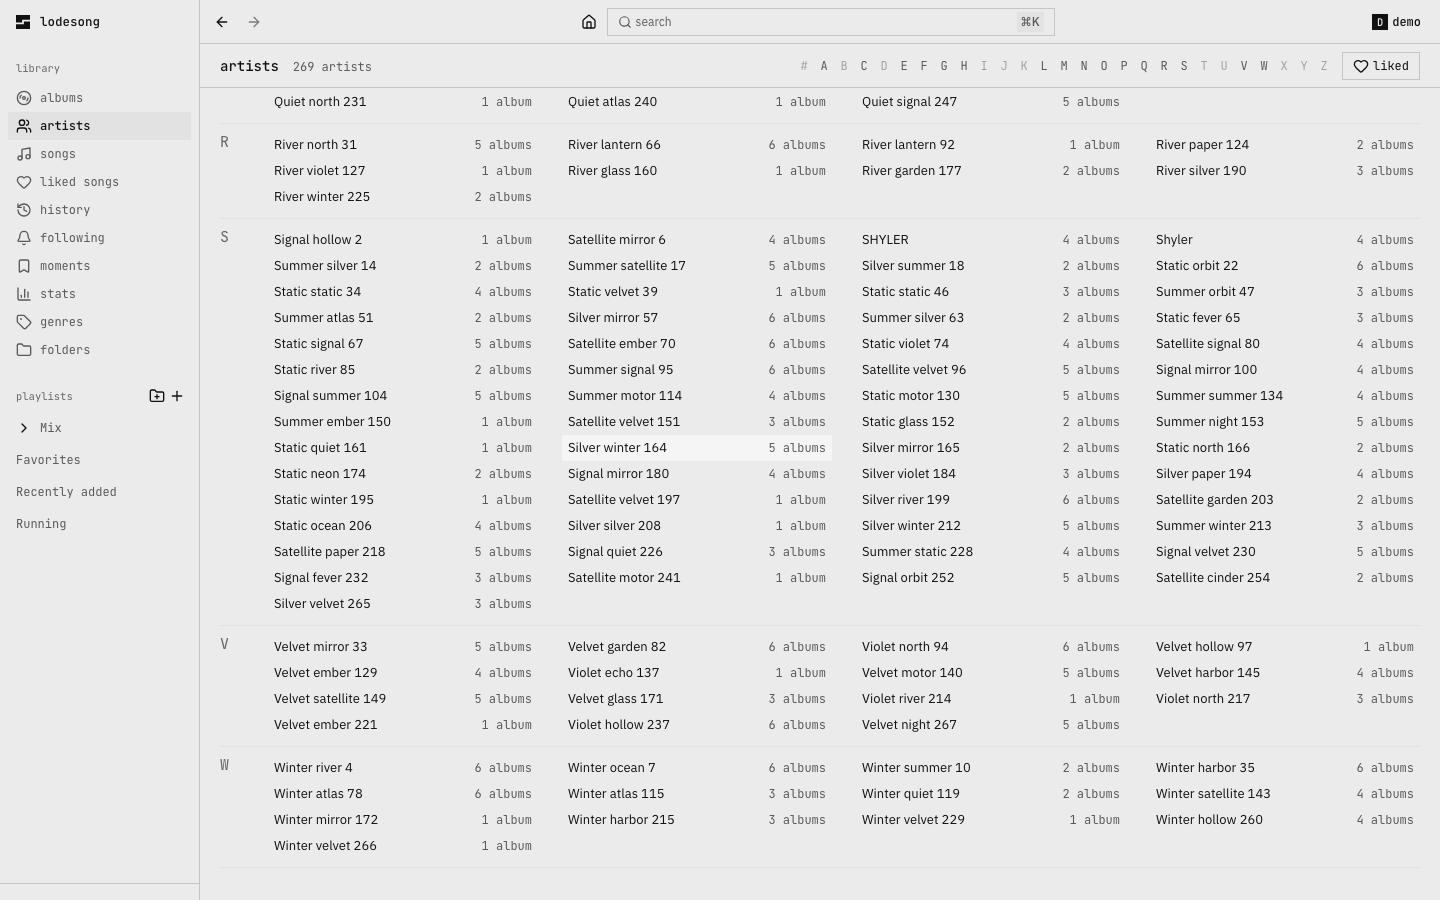 lodesong
search
⌘K
D demo
library
albums
artists
songs
liked songs
history
following
moments
stats
genres
folders
playlists
Mix
Favorites
Recently added
Running
artists 269 artists
# A B C D E F G H I J K L M N O P Q R S T U V W X Y Z
liked
Quiet north 231 1 album Quiet atlas 240 1 album Quiet signal 247 5 albums
R
River north 31 5 albums River lantern 66 6 albums River lantern 92 1 album River paper 124 2 albums
River violet 127 1 album River glass 160 1 album River garden 177 2 albums River silver 190 3 albums
River winter 225 2 albums
S
Signal hollow 2 1 album Satellite mirror 6 4 albums SHYLER 4 albums Shyler 4 albums
Summer silver 14 2 albums Summer satellite 17 5 albums Silver summer 18 2 albums Static orbit 22 6 albums
Static static 34 4 albums Static velvet 39 1 album Static static 46 3 albums Summer orbit 47 3 albums
Summer atlas 51 2 albums Silver mirror 57 6 albums Summer silver 63 2 albums Static fever 65 3 albums
Static signal 67 5 albums Satellite ember 70 6 albums Static violet 74 4 albums Satellite signal 80 4 albums
Static river 85 2 albums Summer signal 95 6 albums Satellite velvet 96 5 albums Signal mirror 100 4 albums
Signal summer 104 5 albums Summer motor 114 4 albums Static motor 130 5 albums Summer summer 134 4 albums
Summer ember 150 1 album Satellite velvet 151 3 albums Static glass 152 2 albums Summer night 153 5 albums
Static quiet 161 1 album Silver winter 164 5 albums Silver mirror 165 2 albums Static north 166 2 albums
Static neon 174 2 albums Signal mirror 180 4 albums Silver violet 184 3 albums Silver paper 194 4 albums
Static winter 195 1 album Satellite velvet 197 1 album Silver river 199 6 albums Satellite garden 203 2 albums
Static ocean 206 4 albums Silver silver 208 1 album Silver winter 212 5 albums Summer winter 213 3 albums
Satellite paper 218 5 albums Signal quiet 226 3 albums Summer static 228 4 albums Signal velvet 230 5 albums
Signal fever 232 3 albums Satellite motor 241 1 album Signal orbit 252 5 albums Satellite cinder 254 2 albums
Silver velvet 265 3 albums
V
Velvet mirror 33 5 albums Velvet garden 82 6 albums Violet north 94 6 albums Velvet hollow 97 1 album
Velvet ember 129 4 albums Violet echo 137 1 album Velvet motor 140 5 albums Velvet harbor 145 4 albums
Velvet satellite 149 5 albums Velvet glass 171 3 albums Violet river 214 1 album Violet north 217 3 albums
Velvet ember 221 1 album Violet hollow 237 6 albums Velvet night 267 5 albums
W
Winter river 4 6 albums Winter ocean 7 6 albums Winter summer 10 2 albums Winter harbor 35 6 albums
Winter atlas 78 6 albums Winter atlas 115 3 albums Winter quiet 119 2 albums Winter satellite 143 4 albums
Winter mirror 172 1 album Winter harbor 215 3 albums Winter velvet 229 1 album Winter hollow 260 4 albums
Winter velvet 266 1 album